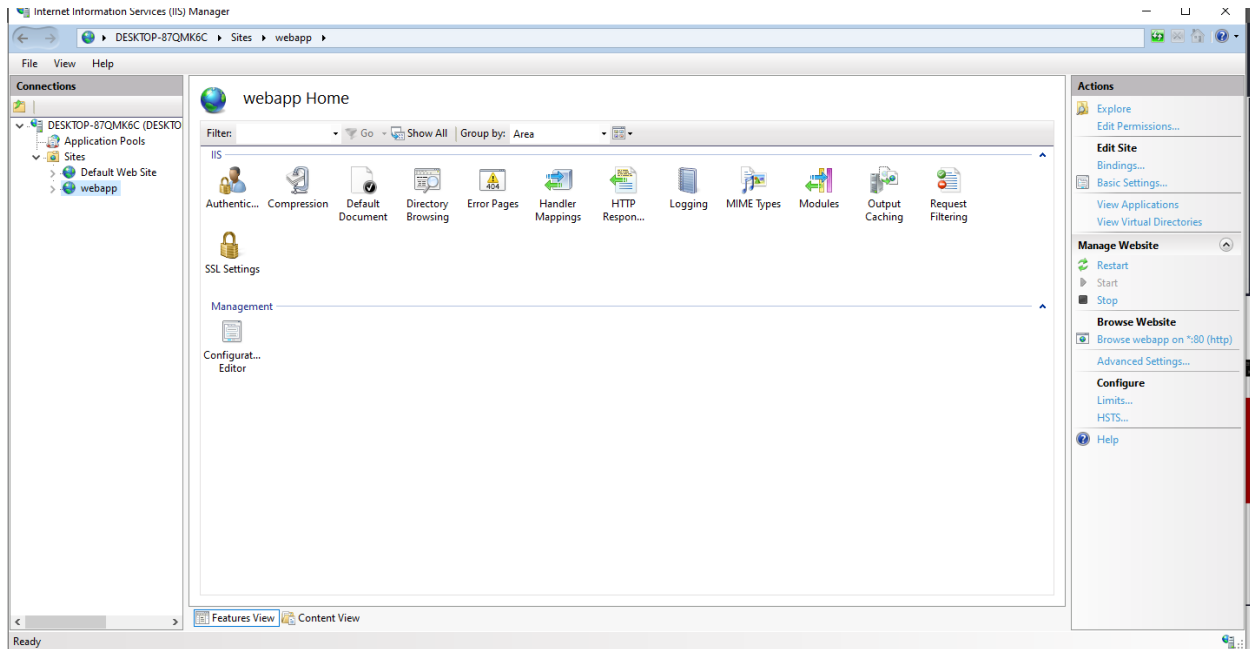 Internet Information Services (IIS) Manager
DESKTOP-87QMK6C Sites webapp
File View Help
Connections
DESKTOP-87QMK6C (DESKTO
Application Pools
Sites
Default Web Site
webapp
webapp Home
Filter: Go Show All Group by: Area
IIS
Authentic... Compression Default Document Directory Browsing Error Pages Handler Mappings HTTP Respon... Logging MIME Types Modules Output Caching Request Filtering
SSL Settings
Management
Configurat...
Editor
Features View Content View
Ready
Actions
Explore
Edit Permissions...
Edit Site
Bindings...
Basic Settings...
View Applications
View Virtual Directories
Manage Website
Restart
Start
Stop
Browse Website
Browse webapp on *:80 (http)
Advanced Settings...
Configure
Limits...
HSTS...
Help